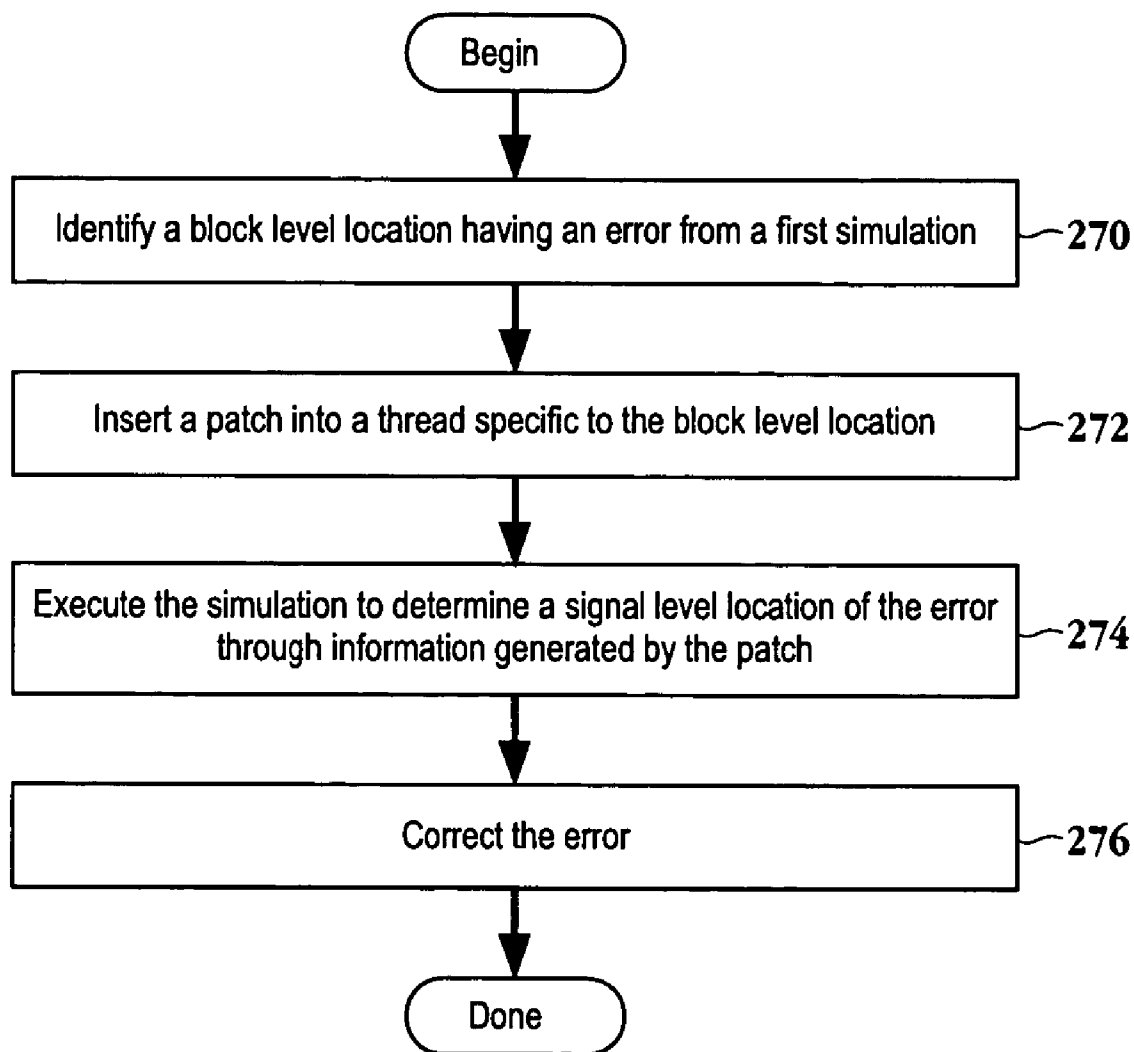 Begin
Identify a block level location having an error from a first simulation
270
Insert a patch into a thread specific to the block level location
272
Execute the simulation to determine a signal level location of the error
through information generated by the patch
274
Correct the error
276
Done